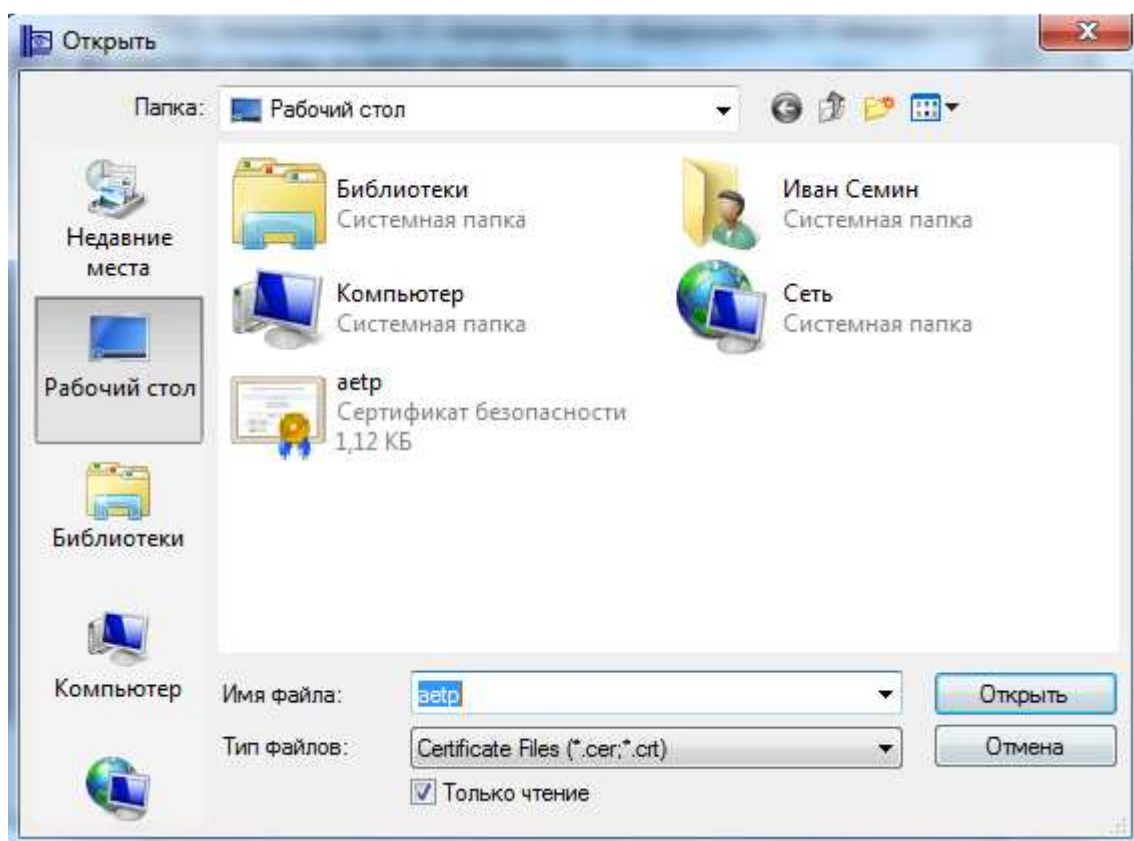 Открыть
Папка:
Рабочий стол
Недавние
места
Рабочий стол
Библиотеки
Компьютер
Библиотеки
Системная папка
Иван Семин
Системная папка
Компьютер
Системная папка
Сеть
Системная папка
aetp
Сертификат безопасности
1,12 КБ
Имя файла:
aetp
Открыть
Тип файлов:
Certificate Files (*.cer;*.crt)
Отмена
Только чтение